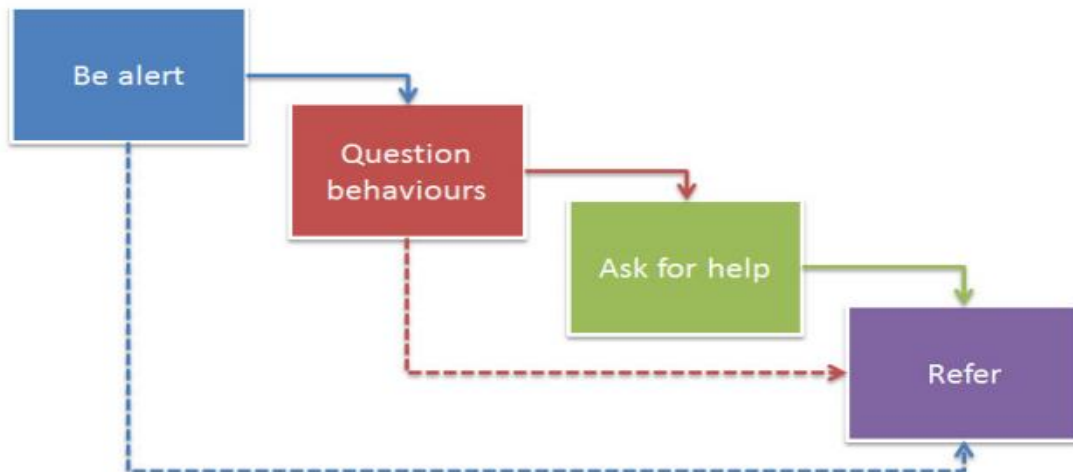 Be alert
Question
behaviours
Ask for help
Refer